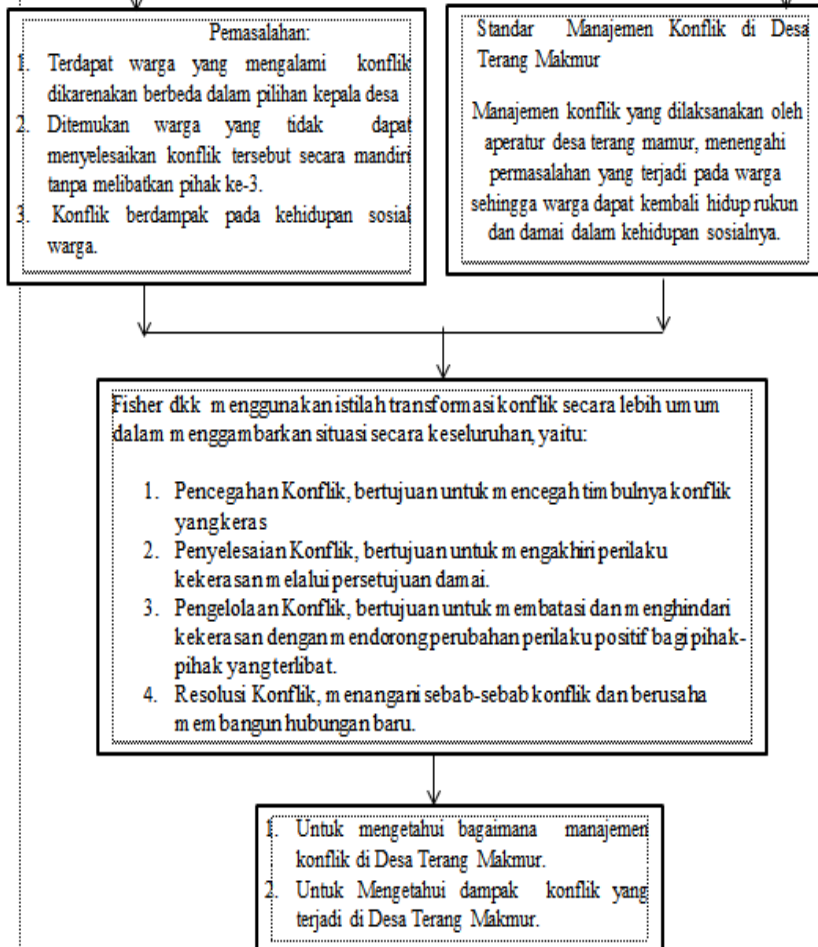 Pemasalahan:
1. Terdapat warga yang mengalami konflik
dikarenakan berbeda dalam pilihan kepala desa
2. Ditemukan warga yang tidak dapat
menyelesaikan konflik tersebut secara mandiri
tanpa melibatkan pihak ke-3.
3. Konflik berdampak pada kehidupan sosial
warga.
Standar Manajemen Konflik di Desa
Terang Makmur
Manajemen konflik yang dilaksanakan oleh
aperatur desa terang mamur, menengahi
permasalahan yang terjadi pada warga
sehingga warga dapat kembali hidup rukun
dan damai dalam kehidupan sosialnya.
Fisher dkk menggunakan istilah transformasi konflik secara lebih umum
dalam menggambarkan situasi secara keseluruhan, yaitu:
1. Pencegahan Konflik, bertujuan untuk mencegah timbulnya konflik
yang keras
2. Penyelesaian Konflik, bertujuan untuk mengakhiri perilaku
kekerasan melalui persetujuan damai.
3. Pengelolaan Konflik, bertujuan untuk membatasi dan menghindari
kekerasan dengan mendorong perubahan perilaku positif bagi pihak-
pihak yang terlibat.
4. Resolusi Konflik, menangani sebab-sebab konflik dan berusaha
membangun hubungan baru.
1. Untuk mengetahui bagaimana manajemen
konflik di Desa Terang Makmur.
2. Untuk Mengetahui dampak konflik yang
terjadi di Desa Terang Makmur.